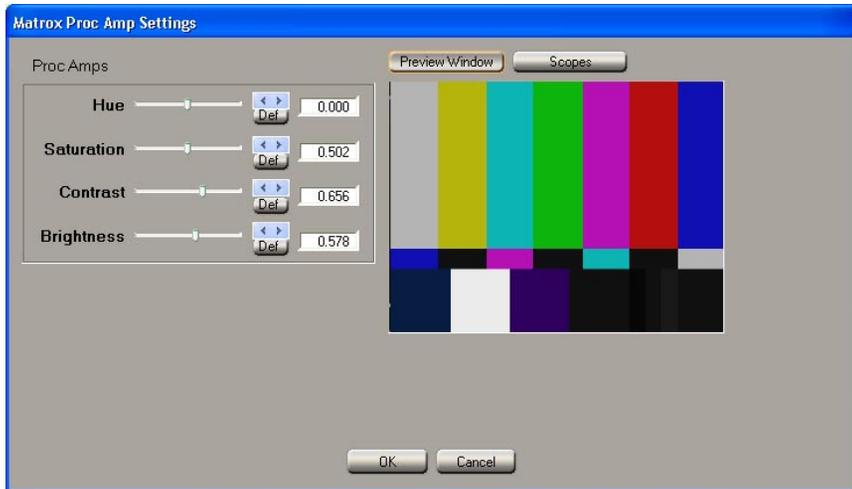 Matrox Proc Amp Settings
Proc Amps
Preview Window
Scopes
Hue
< >
Def
0.000
Saturation
< >
Def
0.502
Contrast
< >
Def
0.656
Brightness
< >
Def
0.578
OK
Cancel